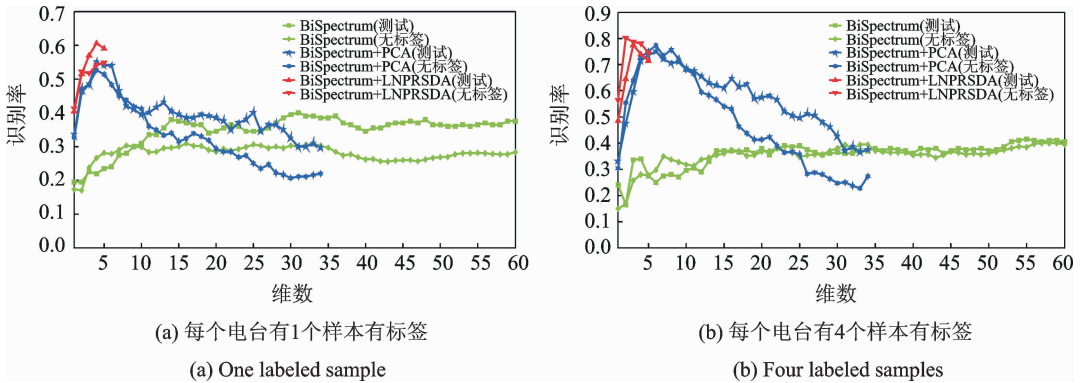 0.7
0.6
0.5
0.4
0.3
0.2
0.1
0.0
识别率
BiSpectrum(测试)
BiSpectrum(无标签)
BiSpectrum+PCA(测试)
BiSpectrum+PCA(无标签)
BiSpectrum+LNPRSDA(测试)
BiSpectrum+LNPRSDA(无标签)
5 10 15 20 25 30 35 40 45 50 55 60
维数
(a) 每个电台有1个样本有标签
(a) One labeled sample
0.9
0.8
0.7
0.6
0.5
0.4
0.3
0.2
0.1
0.0
识别率
BiSpectrum(测试)
BiSpectrum(无标签)
BiSpectrum+PCA(测试)
BiSpectrum+PCA(无标签)
BiSpectrum+LNPRSDA(测试)
BiSpectrum+LNPRSDA(无标签)
5 10 15 20 25 30 35 40 45 50 55 60
维数
(b) 每个电台有4个样本有标签
(b) Four labeled samples